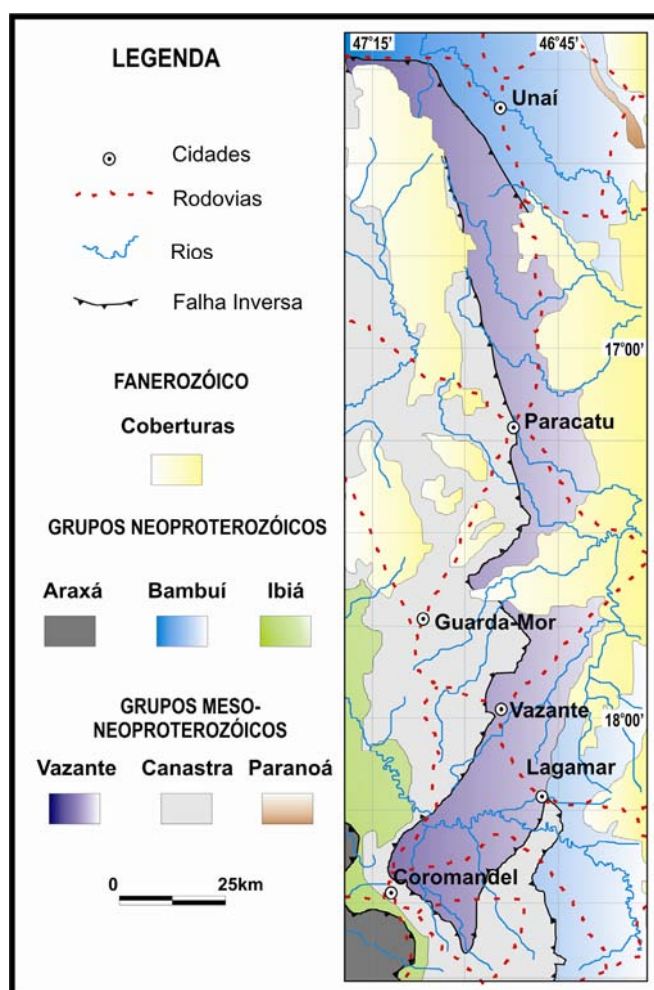 LEGENDA
Cidades
Rodovias
Rios
Falha Inversa
FANEROZÓICO
Coberturas
GRUPOS NEOPROTEROZÓICOS
Araxá Bambuí Ibiá
GRUPOS MESO-
NEOPROTEROZÓICOS
Vazante Canastra Paranoá
0 25km
47°15' 46°45'
Unaí
17°00'
Paracatu
Guarda-Mor
Vazante
18°00'
Lagamar
Coromandel